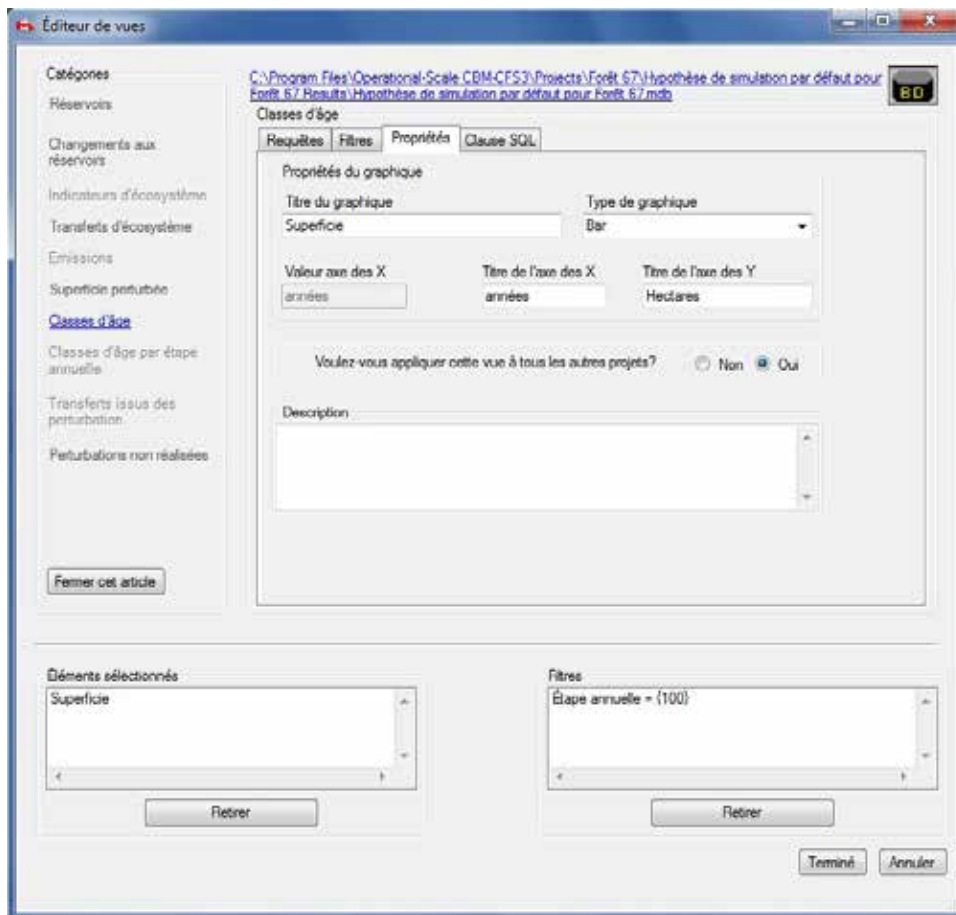 Éditeur de vues
Catégories
Réservoirs
Changements aux
réservoirs
Indicateurs d'écosystème
Transferts d'écosystème
Emissions
Superficie perturbée
Classes d'âge
Classes d'âge par étape
annuelle
Transferts issus des
perturbation
Perturbations non réalisées
Fermer cet article
C:\Program Files\Operational-Scale CBM-CFS3\Projects\Forêt 67\Hypothèse de simulation par défaut pour
Forêt 67 Results\Hypothèse de simulation par défaut pour Forêt 67.mdb
BD
Classes d'âge
Requêtes Filtres Propriétés Clause SQL
Propriétés du graphique
Titre du graphique Type de graphique
Superficie Bar
Valeur axe des X Titre de l'axe des X Titre de l'axe des Y
années années Hectares
Voulez-vous appliquer cette vue à tous les autres projets? Non Oui
Description
Éléments sélectionnés
Superficie
Retirer
Filtres
Étape annuelle = {100}
Retirer
Terminé Annuler